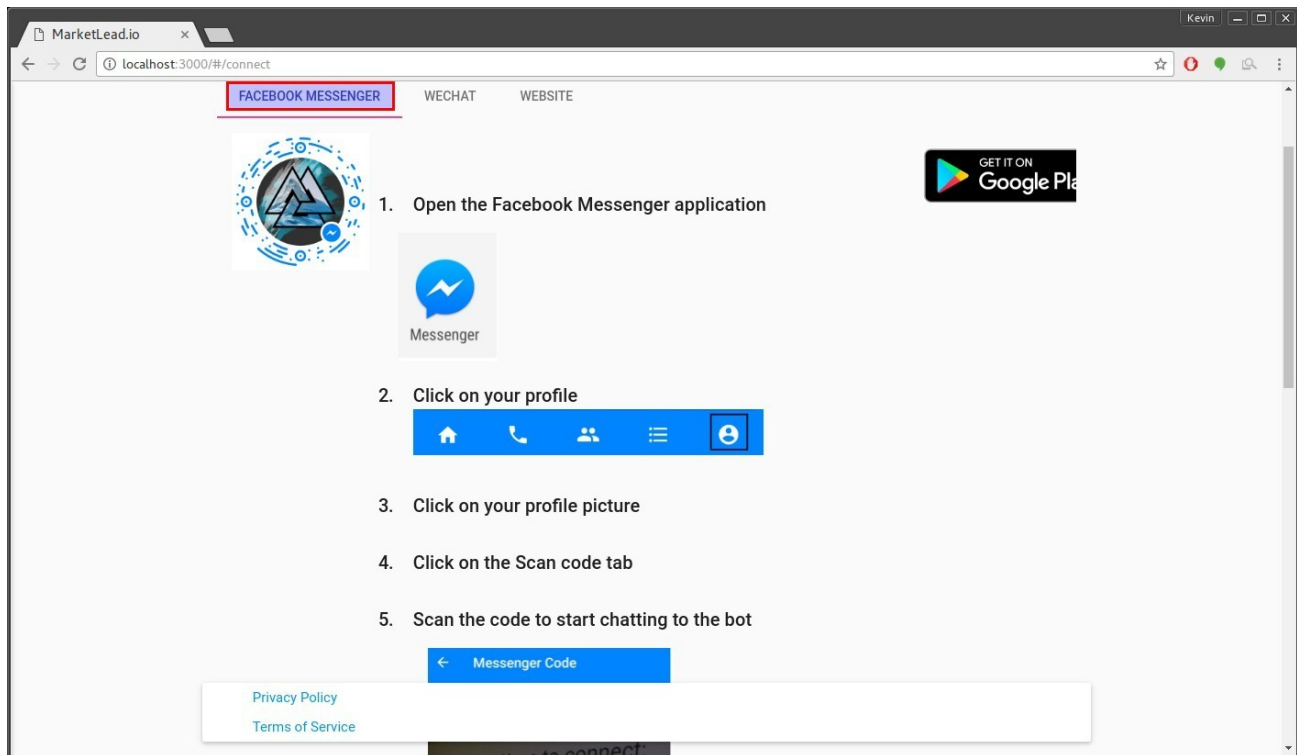 Kevin
MarketLead.io
localhost:3000/#/connect
FACEBOOK MESSENGER WECHAT WEBSITE
GET IT ON
Google Pla
1. Open the Facebook Messenger application
Messenger
2. Click on your profile
3. Click on your profile picture
4. Click on the Scan code tab
5. Scan the code to start chatting to the bot
Messenger Code
Privacy Policy
Terms of Service
to connect: